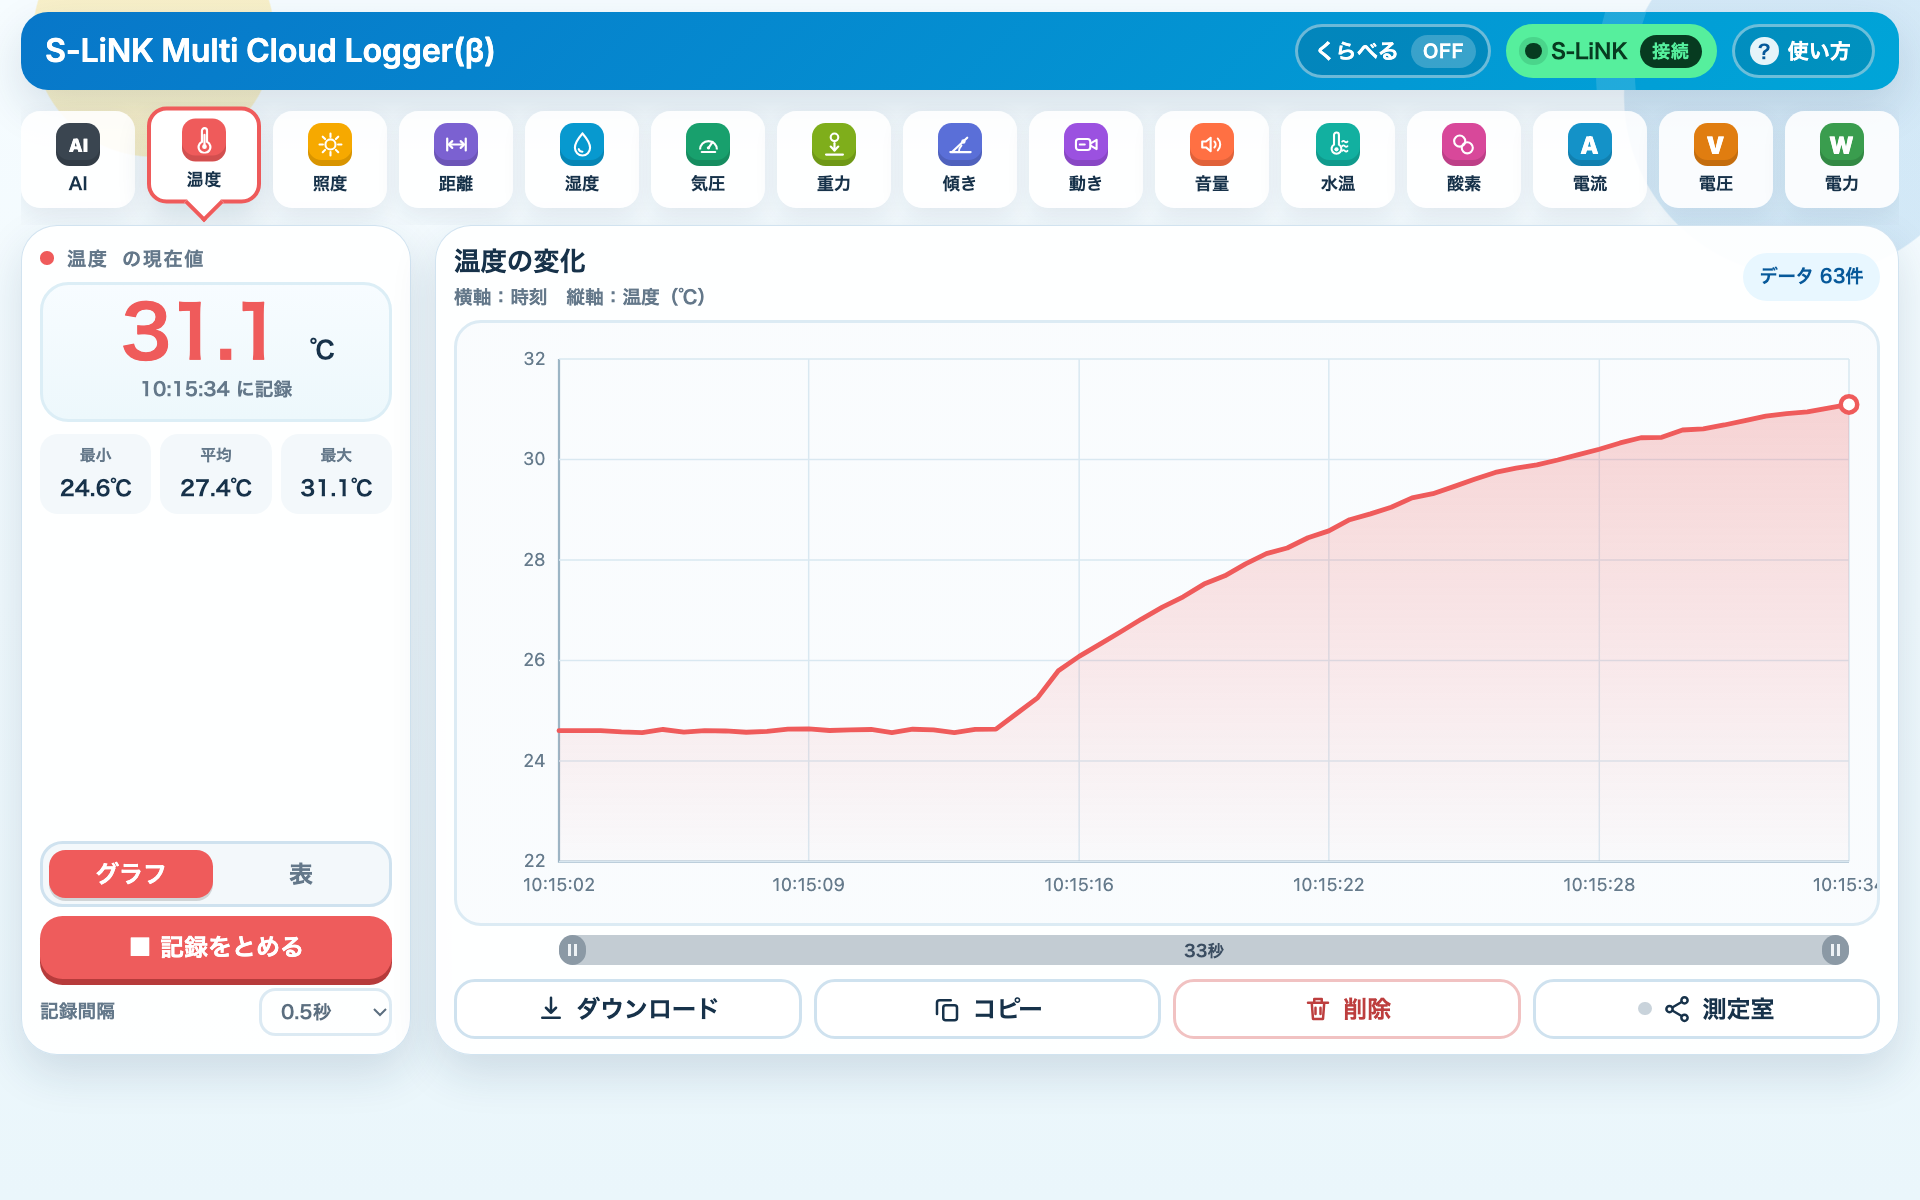 S-LiNK Multi Cloud Logger(β)
くらべる OFF
S-LiNK 接続
? 使い方
AI
AI
温度
照度
距離
湿度
気圧
重力
傾き
動き
音量
水温
酸素
A
電流
V
電圧
W
電力
温度 の現在値
31.1 ℃
10:15:34 に記録
最小
24.6℃
平均
27.4℃
最大
31.1℃
グラフ
表
記録をとめる
記録間隔
0.5秒
温度の変化
横軸：時刻 縦軸：温度（℃）
データ 63件
32
30
28
26
24
22
10:15:02
10:15:09
10:15:16
10:15:22
10:15:28
10:15:34
33秒
ダウンロード
コピー
削除
測定室